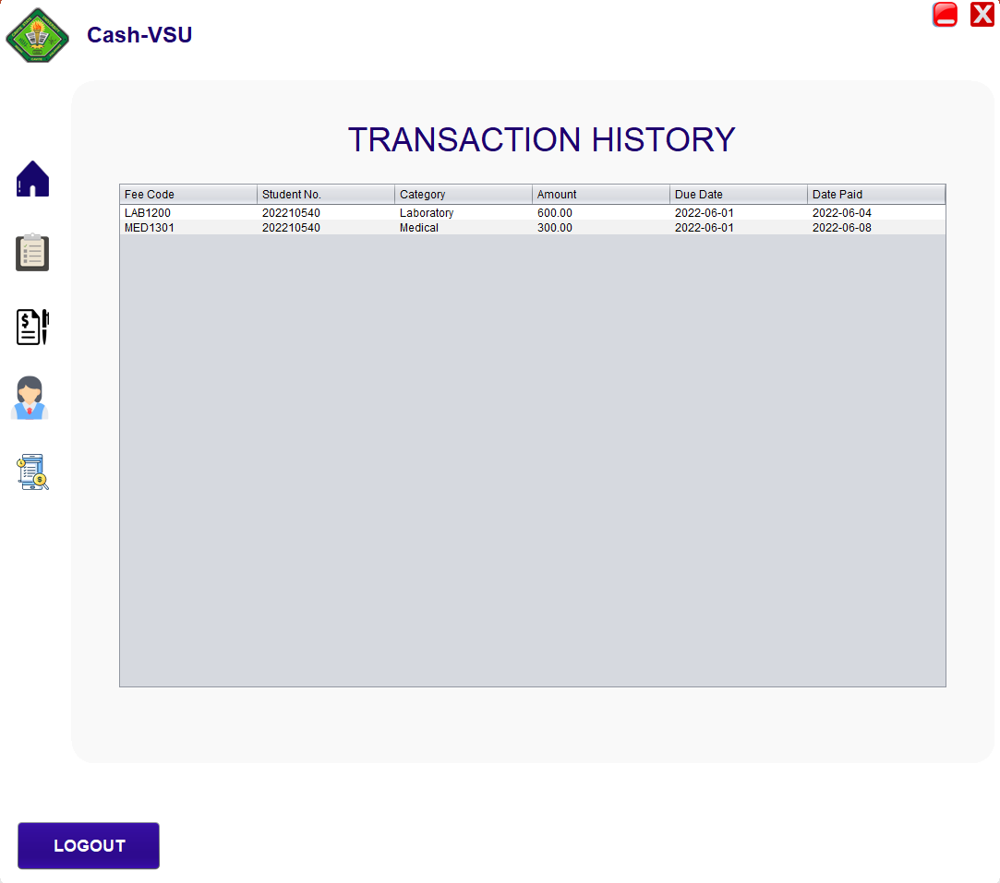 Cash-VSU
TRANSACTION HISTORY
Fee Code Student No. Category Amount Due Date Date Paid
LAB1200 202210540 Laboratory 600.00 2022-06-01 2022-06-04
MED1301 202210540 Medical 300.00 2022-06-01 2022-06-08
LOGOUT